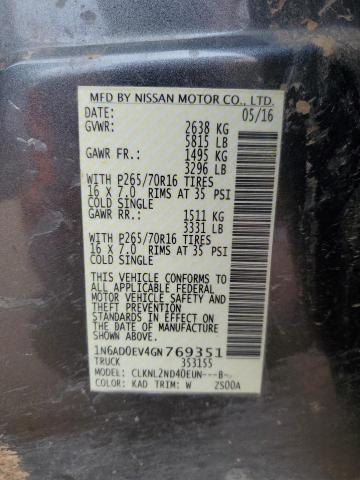 MFD BY NISSAN MOTOR CO., LTD.
DATE: 05/16
GVWR: 2638 KG
5815 LB
GAWR FR.: 1495 KG
3296 LB
WITH P265/70R16 TIRES
16 X 7.0 RIMS AT 35 PSI
COLD SINGLE
GAWR RR.: 1511 KG
3331 LB
WITH P265/70R16 TIRES
16 X 7.0 RIMS AT 35 PSI
COLD SINGLE
THIS VEHICLE CONFORMS TO
ALL APPLICABLE FEDERAL
MOTOR VEHICLE SAFETY AND
THEFT PREVENTION
STANDARDS IN EFFECT ON
THE DATE OF MANUFACTURE
SHOWN ABOVE.
1N6AD0EV4GN769351
TRUCK 353155
MODEL: CLKNL2ND40EUN---B-
COLOR: KAD TRIM: W ZS00A